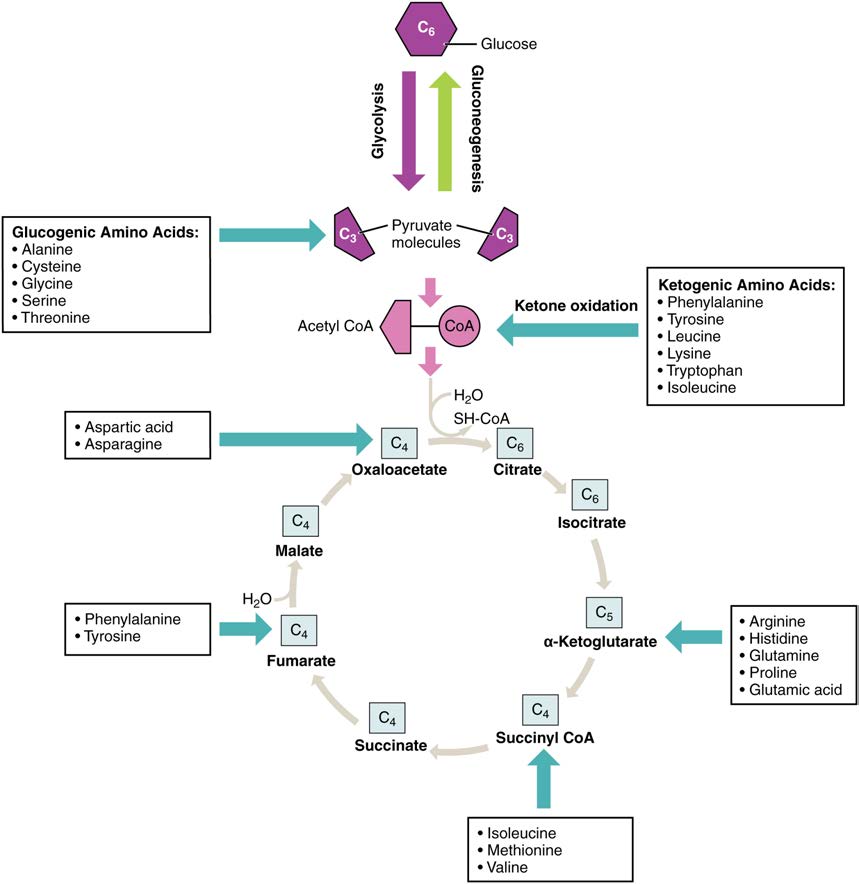 C6
Glucose
Glycolysis
Gluconeogenesis
Glucogenic Amino Acids:
• Alanine
• Cysteine
• Glycine
• Serine
• Threonine
C3
Pyruvate
molecules
C3
Ketogenic Amino Acids:
• Phenylalanine
• Tyrosine
• Leucine
• Lysine
• Tryptophan
• Isoleucine
Ketone oxidation
Acetyl CoA
CoA
H2O
SH-CoA
• Aspartic acid
• Asparagine
C4
Oxaloacetate
C6
Citrate
C6
Isocitrate
C4
Malate
H2O
• Phenylalanine
• Tyrosine
C4
Fumarate
C5
α-Ketoglutarate
• Arginine
• Histidine
• Glutamine
• Proline
• Glutamic acid
C4
Succinate
C4
Succinyl CoA
• Isoleucine
• Methionine
• Valine